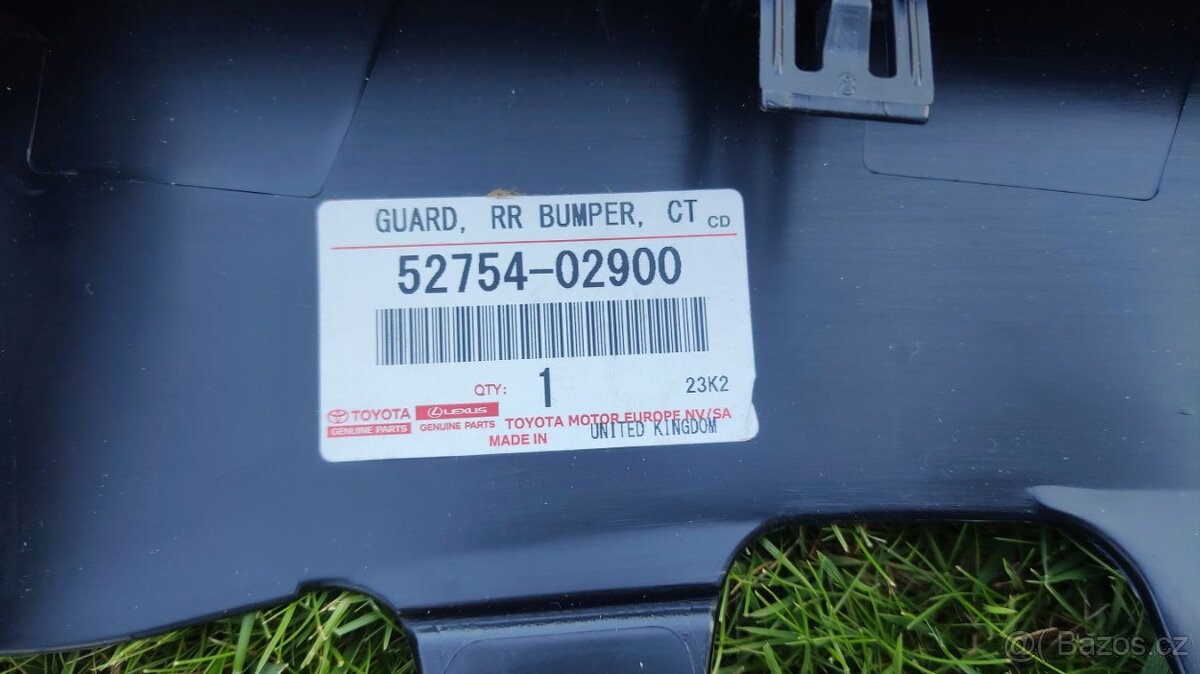 GUARD, RR BUMPER, CT CD
52754-02900
QTY: 1 23K2
TOYOTA LEXUS
GENUINE PARTS GENUINE PARTS TOYOTA MOTOR EUROPE NV/SA
MADE IN UNITED KINGDOM
Bazos.cz